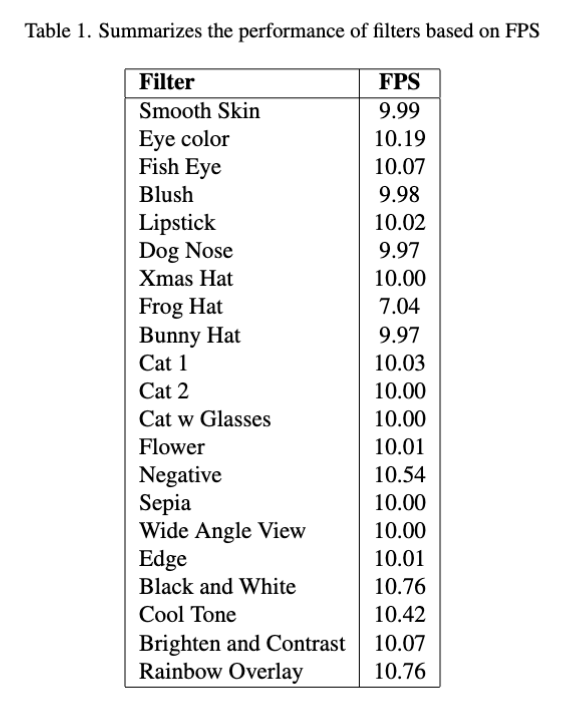 Table 1. Summarizes the performance of filters based on FPS
Filter FPS
Smooth Skin 9.99
Eye color 10.19
Fish Eye 10.07
Blush 9.98
Lipstick 10.02
Dog Nose 9.97
Xmas Hat 10.00
Frog Hat 7.04
Bunny Hat 9.97
Cat 1 10.03
Cat 2 10.00
Cat w Glasses 10.00
Flower 10.01
Negative 10.54
Sepia 10.00
Wide Angle View 10.00
Edge 10.01
Black and White 10.76
Cool Tone 10.42
Brighten and Contrast 10.07
Rainbow Overlay 10.76